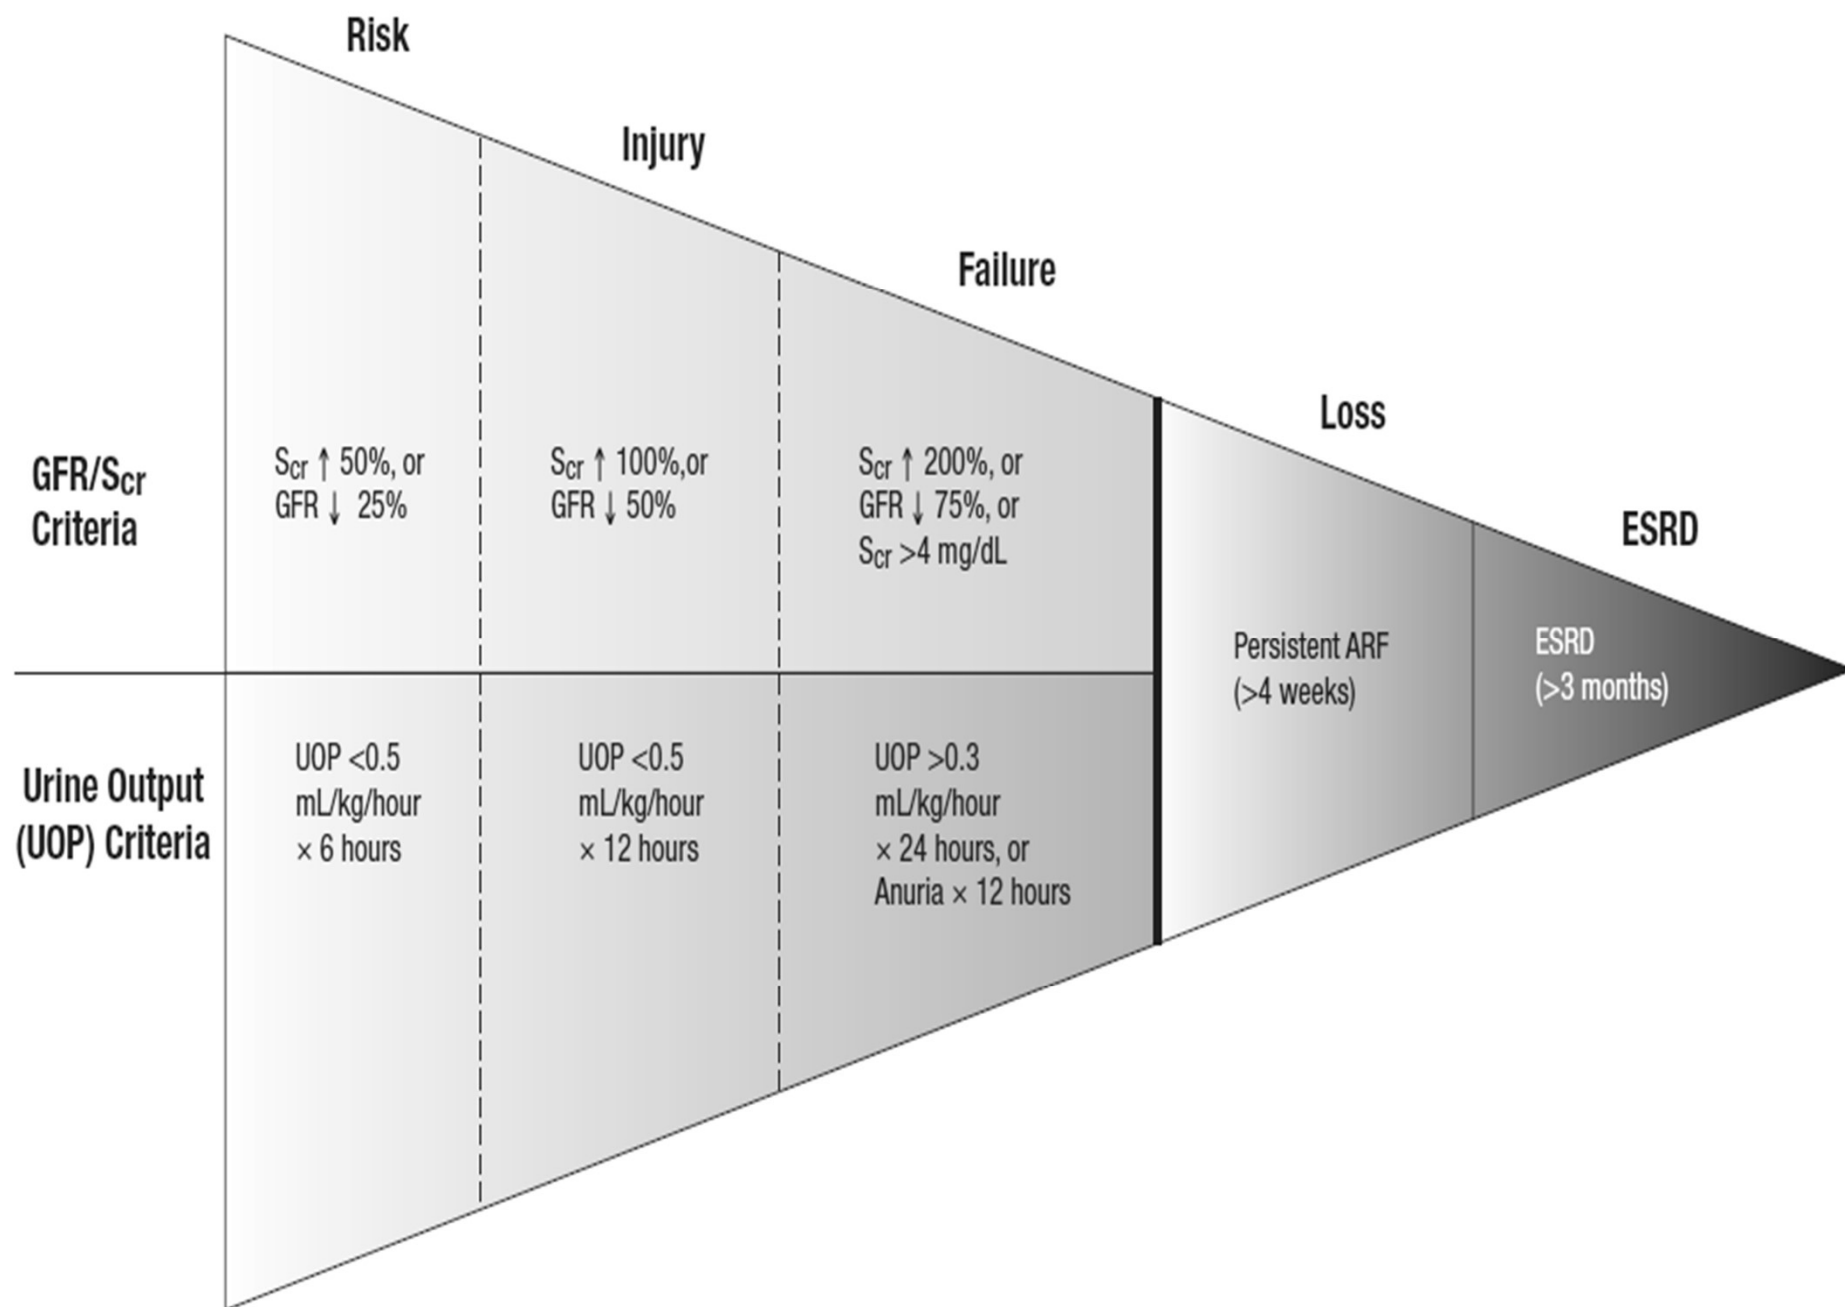 Risk
Injury
Failure
Loss
ESRD
GFR/Scr
Criteria
Scr ↑ 50%, or
GFR ↓ 25%
Scr ↑ 100%,or
GFR ↓ 50%
Scr ↑ 200%, or
GFR ↓ 75%, or
Scr >4 mg/dL
Persistent ARF
(>4 weeks)
ESRD
(>3 months)
Urine Output
(UOP) Criteria
UOP <0.5
mL/kg/hour
× 6 hours
UOP <0.5
mL/kg/hour
× 12 hours
UOP >0.3
mL/kg/hour
× 24 hours, or
Anuria × 12 hours